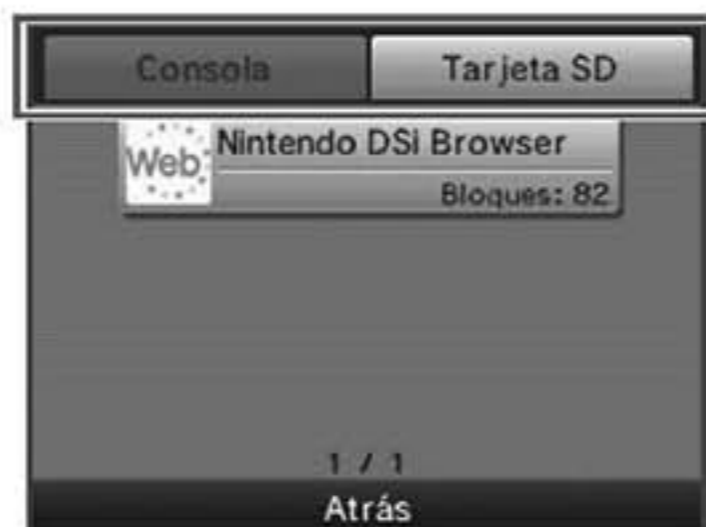 Consola Tarjeta SD
Web
Nintendo DSi Browser
Bloques: 82
1 / 1
Atrás